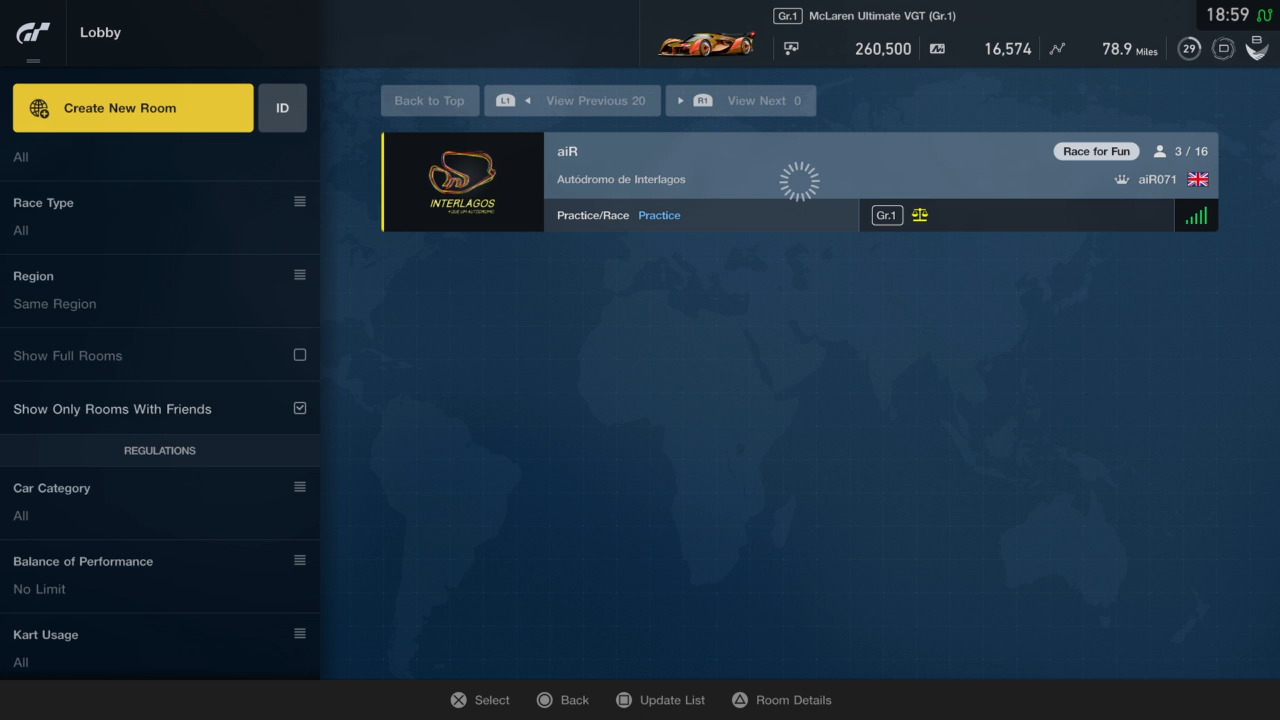 Lobby
Gr.1 McLaren Ultimate VGT (Gr.1)
18:59
260,500
16,574
78.9 Miles
29
B
Create New Room
ID
All
Race Type
All
Region
Same Region
Show Full Rooms
Show Only Rooms With Friends
REGULATIONS
Car Category
All
Balance of Performance
No Limit
Kart Usage
All
Back to Top
L1 View Previous 20
R1 View Next 0
INTERLAGOS
aiR
Race for Fun
3 / 16
Autódromo de Interlagos
aiR071
Practice/Race Practice
Gr.1
Select
Back
Update List
Room Details